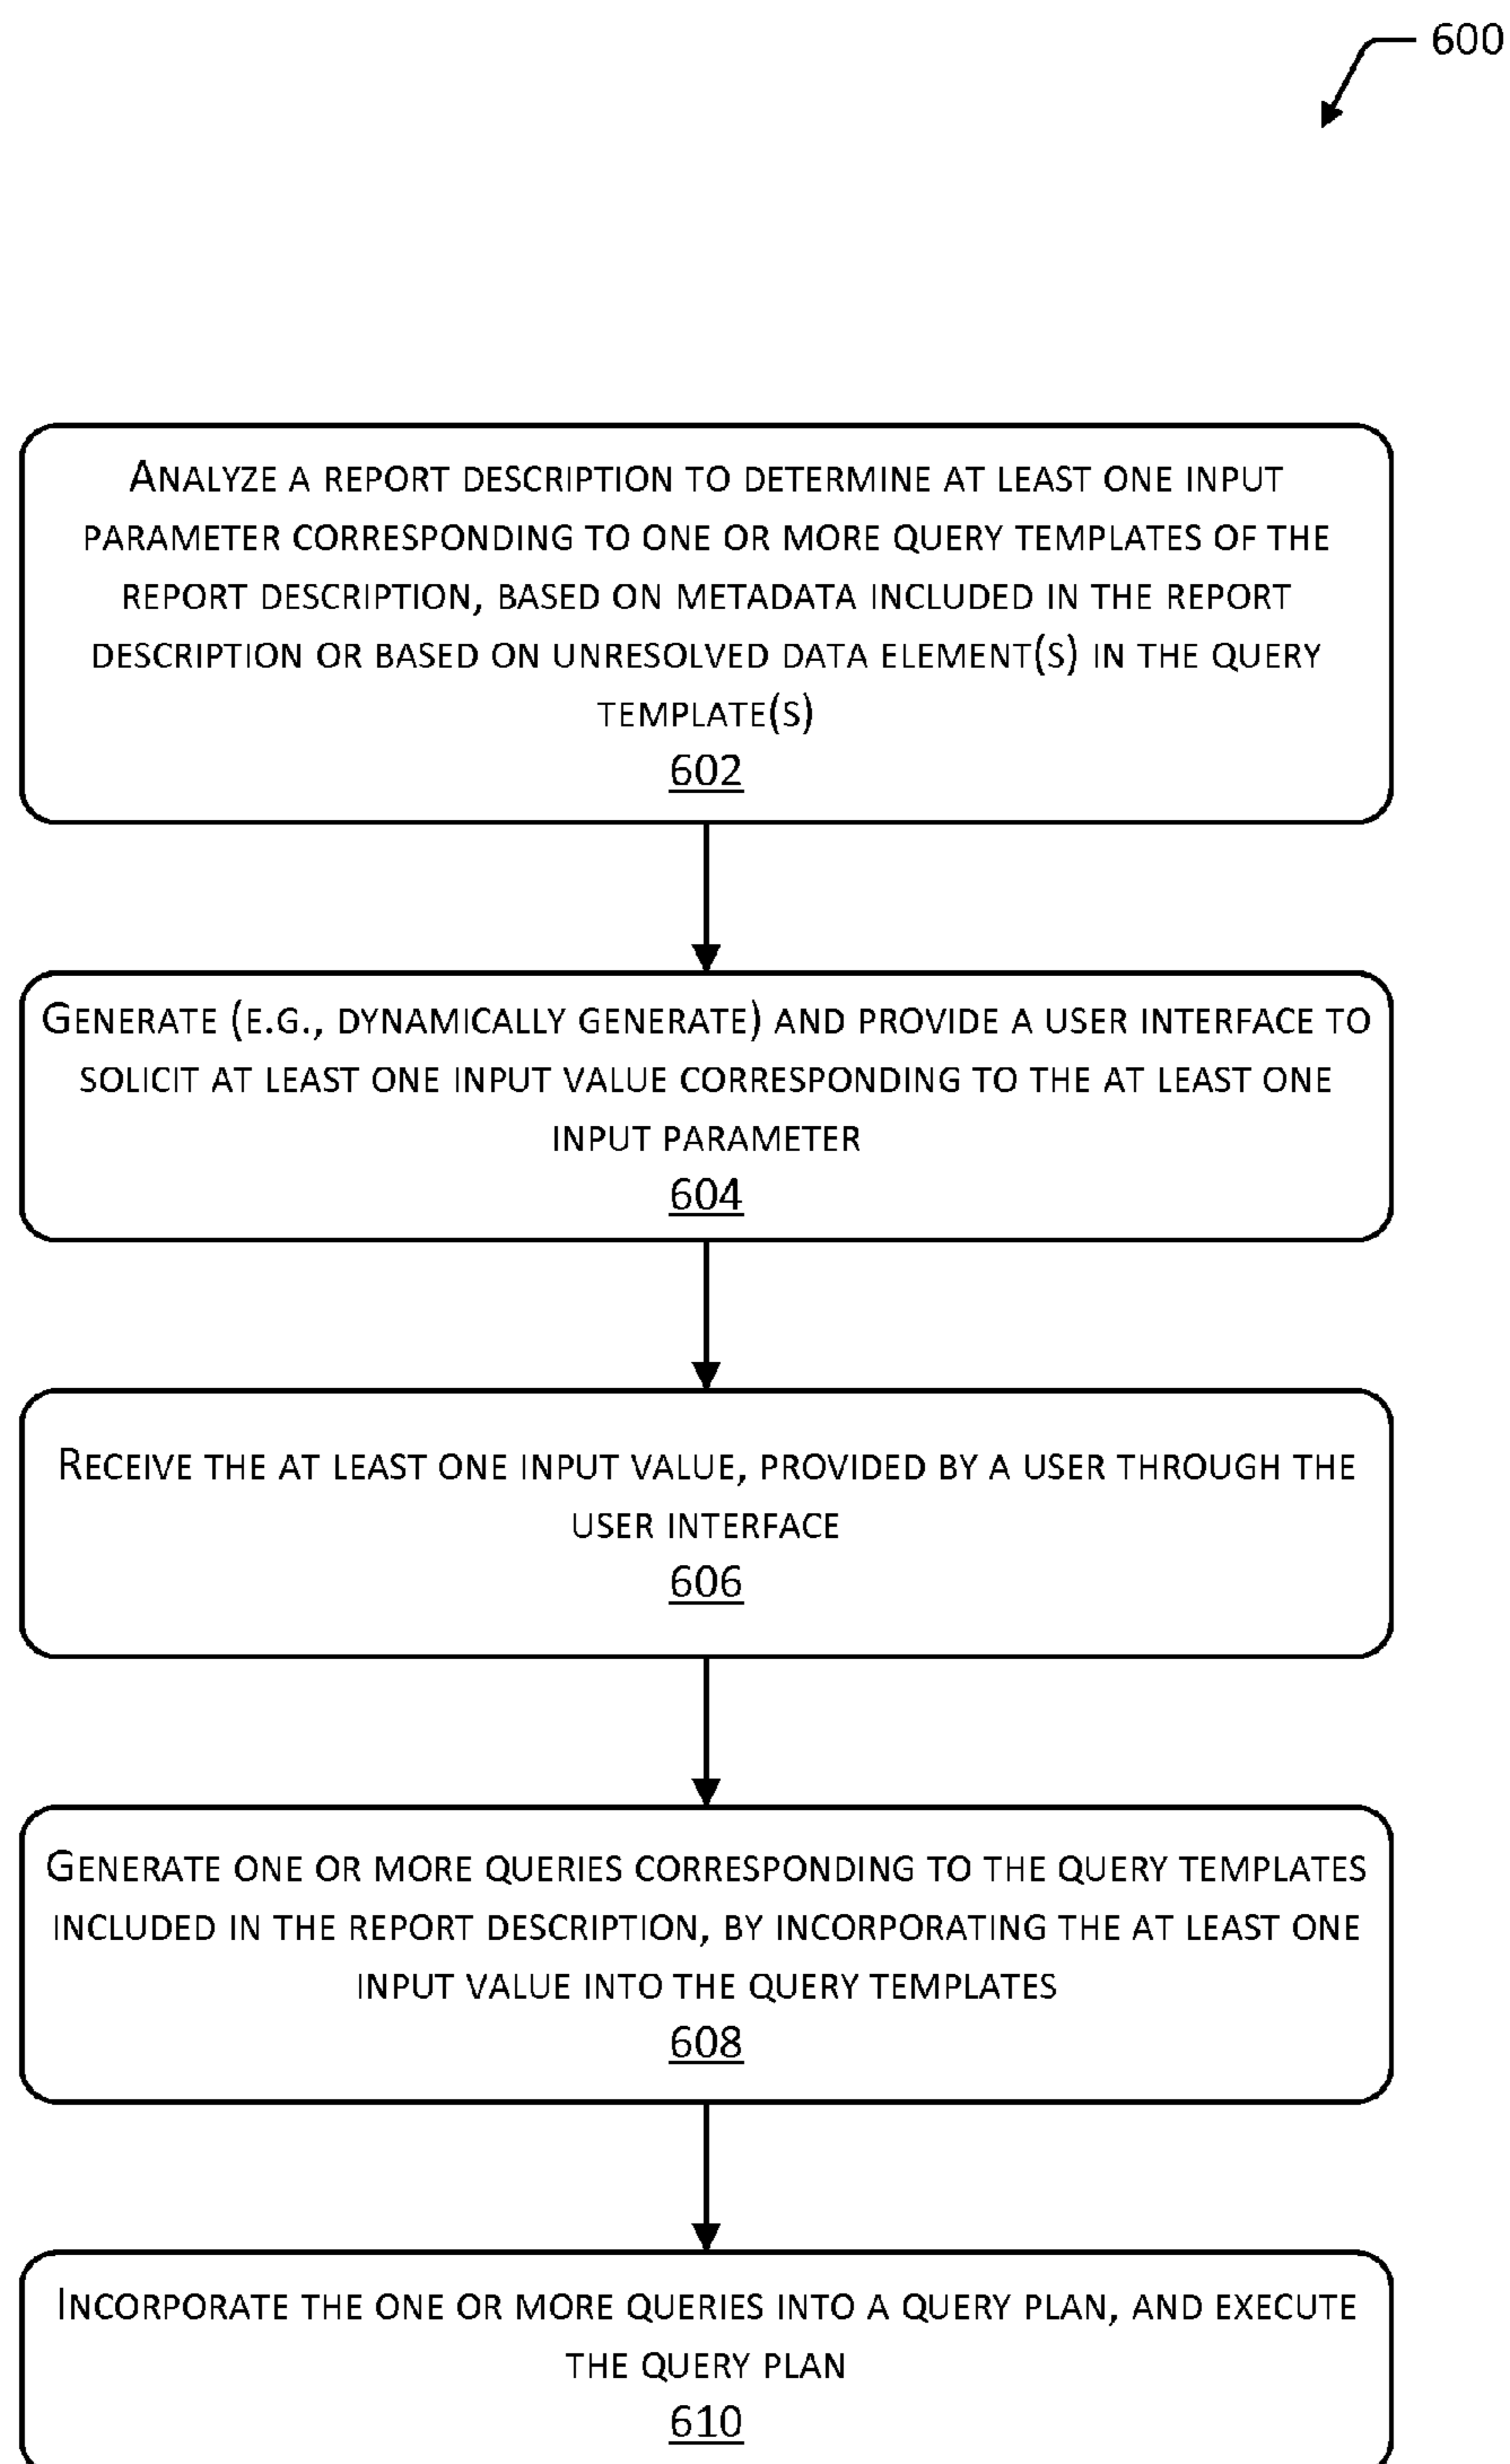 600
ANALYZE A REPORT DESCRIPTION TO DETERMINE AT LEAST ONE INPUT
PARAMETER CORRESPONDING TO ONE OR MORE QUERY TEMPLATES OF THE
REPORT DESCRIPTION, BASED ON METADATA INCLUDED IN THE REPORT
DESCRIPTION OR BASED ON UNRESOLVED DATA ELEMENT(S) IN THE QUERY
TEMPLATE(S)
602
GENERATE (E.G., DYNAMICALLY GENERATE) AND PROVIDE A USER INTERFACE TO
SOLICIT AT LEAST ONE INPUT VALUE CORRESPONDING TO THE AT LEAST ONE
INPUT PARAMETER
604
RECEIVE THE AT LEAST ONE INPUT VALUE, PROVIDED BY A USER THROUGH THE
USER INTERFACE
606
GENERATE ONE OR MORE QUERIES CORRESPONDING TO THE QUERY TEMPLATES
INCLUDED IN THE REPORT DESCRIPTION, BY INCORPORATING THE AT LEAST ONE
INPUT VALUE INTO THE QUERY TEMPLATES
608
INCORPORATE THE ONE OR MORE QUERIES INTO A QUERY PLAN, AND EXECUTE
THE QUERY PLAN
610